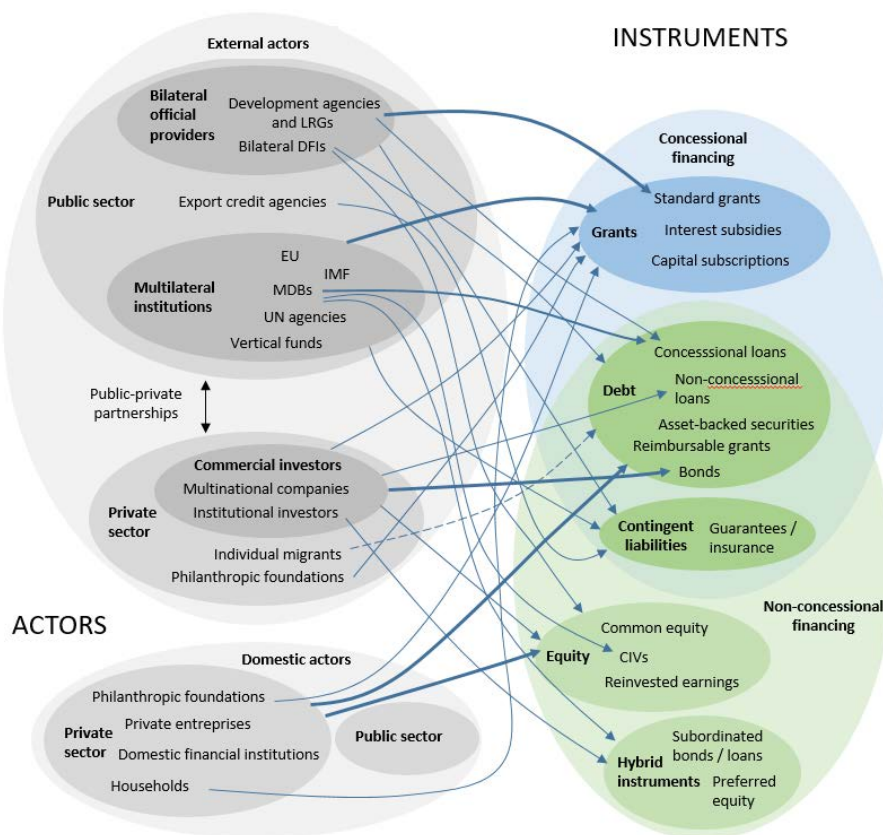 INSTRUMENTS
External actors
Bilateral
official
providers
Development agencies
and LRGs
Bilateral DFIs
Public sector
Export credit agencies
EU
IMF
Multilateral
institutions
MDBs
UN agencies
Vertical funds
Public-private
partnerships
Commercial investors
Multinational companies
Institutional investors
Private
sector
Individual migrants
Philanthropic foundations
ACTORS
Domestic actors
Philanthropic foundations
Private
sector
Private entreprises
Domestic financial institutions
Households
Public sector
Concessional
financing
Standard grants
Grants
Interest subsidies
Capital subscriptions
Concesssional loans
Debt
Non-concesssional
loans
Asset-backed securities
Reimbursable grants
Bonds
Contingent
liabilities
Guarantees /
insurance
Non-concessional
financing
Common equity
Equity
CIVs
Reinvested earnings
Subordinated
bonds / loans
Hybrid
instruments
Preferred
equity